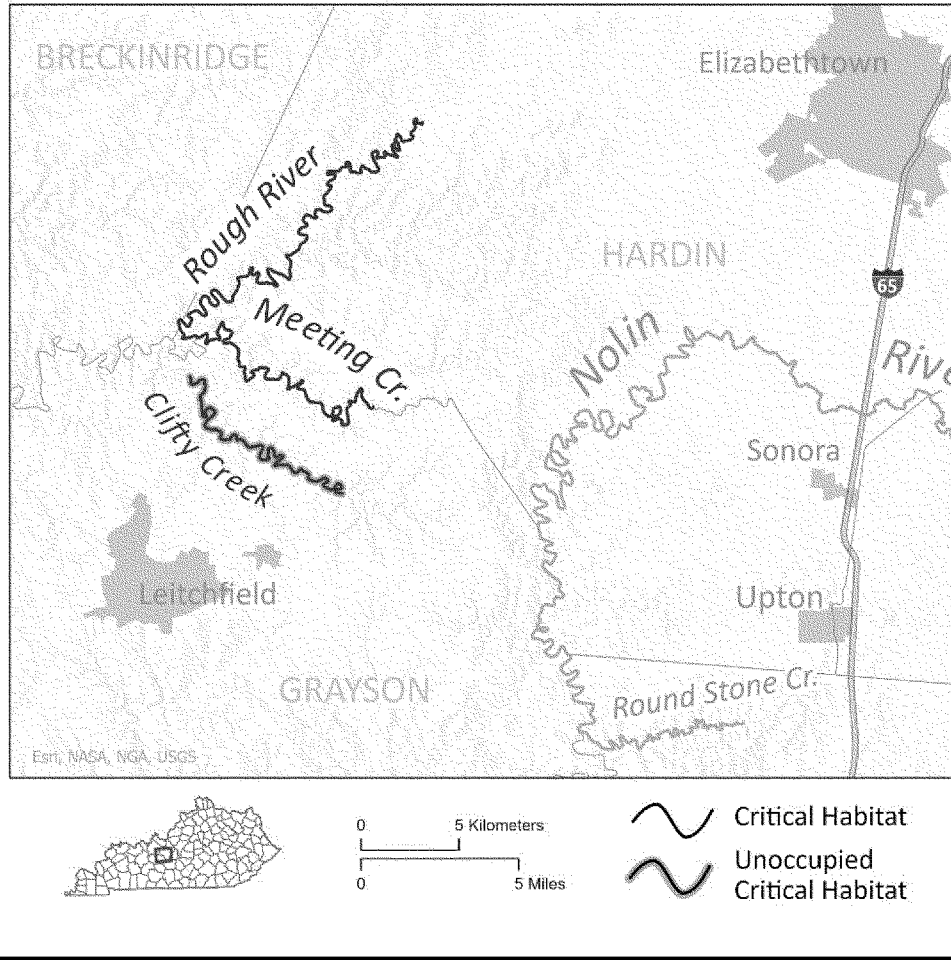 BRECKINRIDGE
Elizabethtown
Rough River
HARDIN
65
Meeting Cr.
Nolin
Rive
Clifty Creek
Sonora
Leitchfield
Upton
GRAYSON
Round Stone Cr.
Esri, NASA, NGA, USGS
0 5 Kilometers
0 5 Miles
Critical Habitat
Unoccupied
Critical Habitat